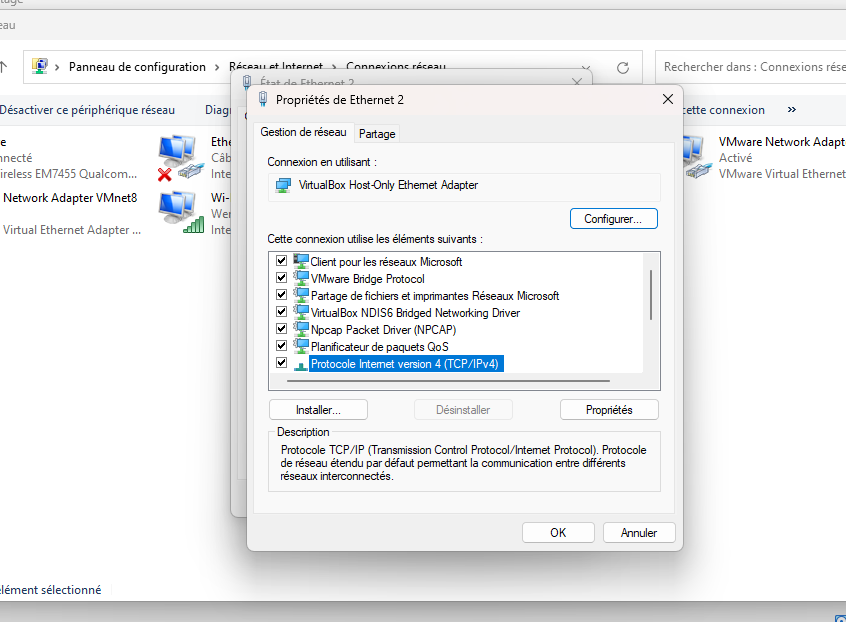 eau
Panneau de configuration > Réseau et Internet > Connexions réseau
Rechercher dans : Connexions rése
État de Ethernet 2
Désactiver ce périphérique réseau
Diagn
cette connexion
»
nnecté
ireless EM7455 Qualcom...
Network Adapter VMnet8
Virtual Ethernet Adapter ...
Ethe
Câb
Inte
Wi-
Wer
Inte
VMware Network Adapt
Activé
VMware Virtual Ethernet
Propriétés de Ethernet 2
Gestion de réseau
Partage
Connexion en utilisant :
VirtualBox Host-Only Ethernet Adapter
Configurer...
Cette connexion utilise les éléments suivants :
Client pour les réseaux Microsoft
VMware Bridge Protocol
Partage de fichiers et imprimantes Réseaux Microsoft
VirtualBox NDIS6 Bridged Networking Driver
Npcap Packet Driver (NPCAP)
Planificateur de paquets QoS
Protocole Internet version 4 (TCP/IPv4)
Installer...
Désinstaller
Propriétés
Description
Protocole TCP/IP (Transmission Control Protocol/Internet Protocol). Protocole
de réseau étendu par défaut permettant la communication entre différents
réseaux interconnectés.
OK
Annuler
élément sélectionné